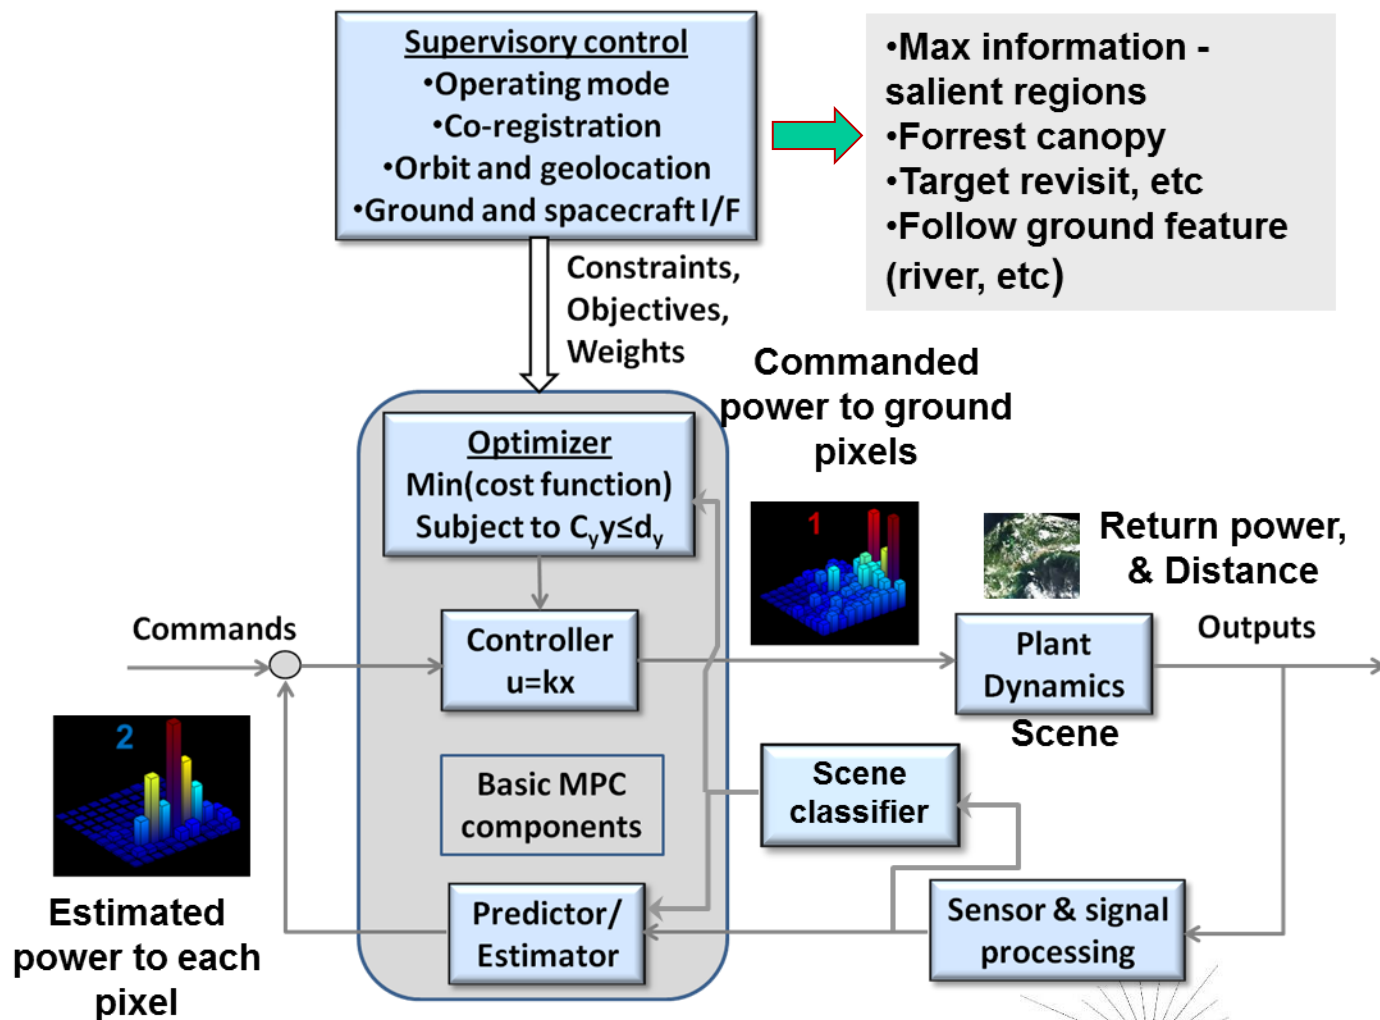 Supervisory control
•Operating mode
•Co-registration
•Orbit and geolocation
•Ground and spacecraft I/F
•Max information -
salient regions
•Forrest canopy
•Target revisit, etc
•Follow ground feature
(river, etc)
Constraints,
Objectives,
Weights
Commanded
power to ground
pixels
Optimizer
Min(cost function)
Subject to Cyy≤dy
1
Return power,
& Distance
Commands
Controller
u=kx
Plant
Dynamics
Outputs
Scene
2
Basic MPC
components
Scene
classifier
Estimated
power to each
pixel
Predictor/
Estimator
Sensor & signal
processing